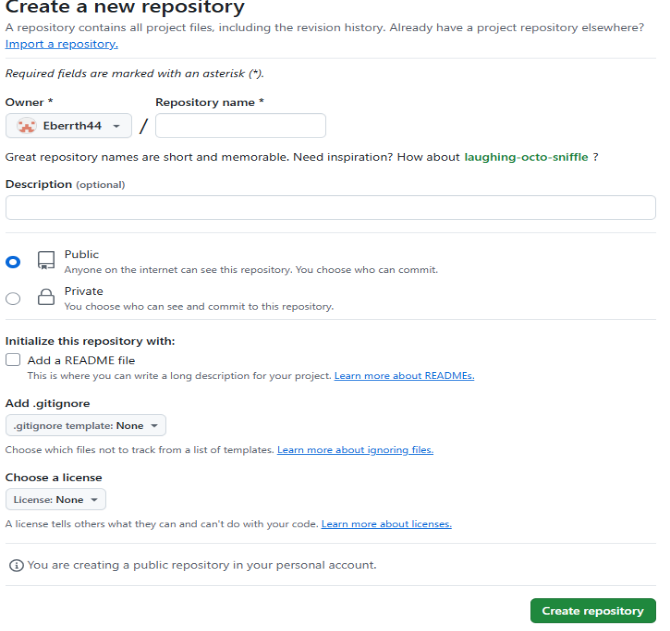 Create a new repository
A repository contains all project files, including the revision history. Already have a project repository elsewhere?
Import a repository.
Required fields are marked with an asterisk (*).
Owner * Repository name *
Eberrth44 /
Great repository names are short and memorable. Need inspiration? How about laughing-octo-sniffle ?
Description (optional)
Public
Anyone on the internet can see this repository. You choose who can commit.
Private
You choose who can see and commit to this repository.
Initialize this repository with:
Add a README file
This is where you can write a long description for your project. Learn more about READMEs.
Add .gitignore
.gitignore template: None
Choose which files not to track from a list of templates. Learn more about ignoring files.
Choose a license
License: None
A license tells others what they can and can't do with your code. Learn more about licenses.
You are creating a public repository in your personal account.
Create repository